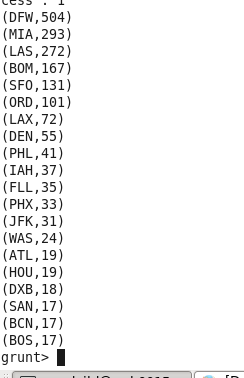 cess : 1
(DFW,504)
(MIA,293)
(LAS,272)
(BOM,167)
(SFO,131)
(ORD,101)
(LAX,72)
(DEN,55)
(PHL,41)
(IAH,37)
(FLL,35)
(PHX,33)
(JFK,31)
(WAS,24)
(ATL,19)
(HOU,19)
(DXB,18)
(SAN,17)
(BCN,17)
(BOS,17)
grunt>